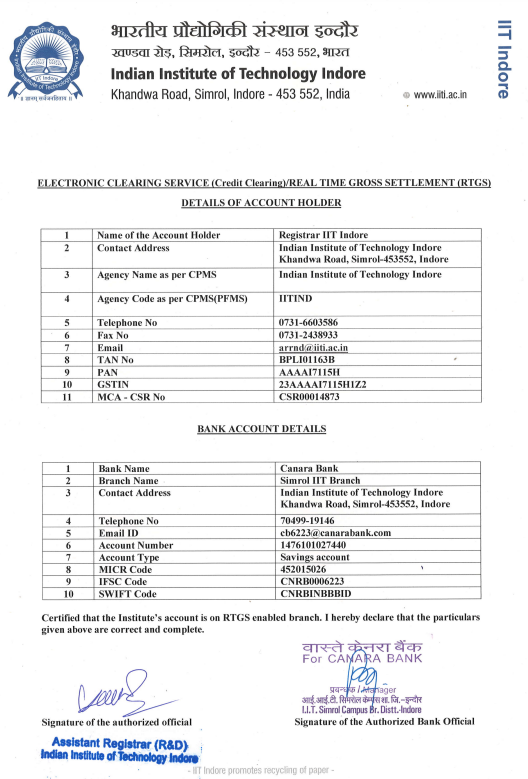 भारतीय प्रौद्योगिकी संस्थान इन्दौर
खण्डवा रोड़, सिमरोल, इन्दौर – 453 552, भारत
Indian Institute of Technology Indore
Khandwa Road, Simrol, Indore - 453 552, India
www.iiti.ac.in
IIT Indore
॥ ज्ञानम् सर्वजनहिताय ॥
ELECTRONIC CLEARING SERVICE (Credit Clearing)/REAL TIME GROSS SETTLEMENT (RTGS)
DETAILS OF ACCOUNT HOLDER
1 Name of the Account Holder Registrar IIT Indore
2 Contact Address Indian Institute of Technology Indore
Khandwa Road, Simrol-453552, Indore
3 Agency Name as per CPMS Indian Institute of Technology Indore
4 Agency Code as per CPMS(PFMS) IITIND
5 Telephone No 0731-6603586
6 Fax No 0731-2438933
7 Email arrnd@iiti.ac.in
8 TAN No BPLI01163B
9 PAN AAAAI7115H
10 GSTIN 23AAAAI7115H1Z2
11 MCA - CSR No CSR00014873
BANK ACCOUNT DETAILS
1 Bank Name Canara Bank
2 Branch Name Simrol IIT Branch
3 Contact Address Indian Institute of Technology Indore
Khandwa Road, Simrol-453552, Indore
4 Telephone No 70499-19146
5 Email ID cb6223@canarabank.com
6 Account Number 1476101027440
7 Account Type Savings account
8 MICR Code 452015026
9 IFSC Code CNRB0006223
10 SWIFT Code CNRBINBBBID
Certified that the Institute's account is on RTGS enabled branch. I hereby declare that the particulars
given above are correct and complete.
वास्ते केनरा बैंक
For CANARA BANK
प्रबन्धक / Manager
आई.आई.टी. सिमरोल केम्पस शा. जि.–इन्दौर
I.I.T. Simrol Campus Br. Distt.-Indore
Signature of the authorized official
Signature of the Authorized Bank Official
Assistant Registrar (R&D)
Indian Institute of Technology Indore
- IIT Indore promotes recycling of paper -